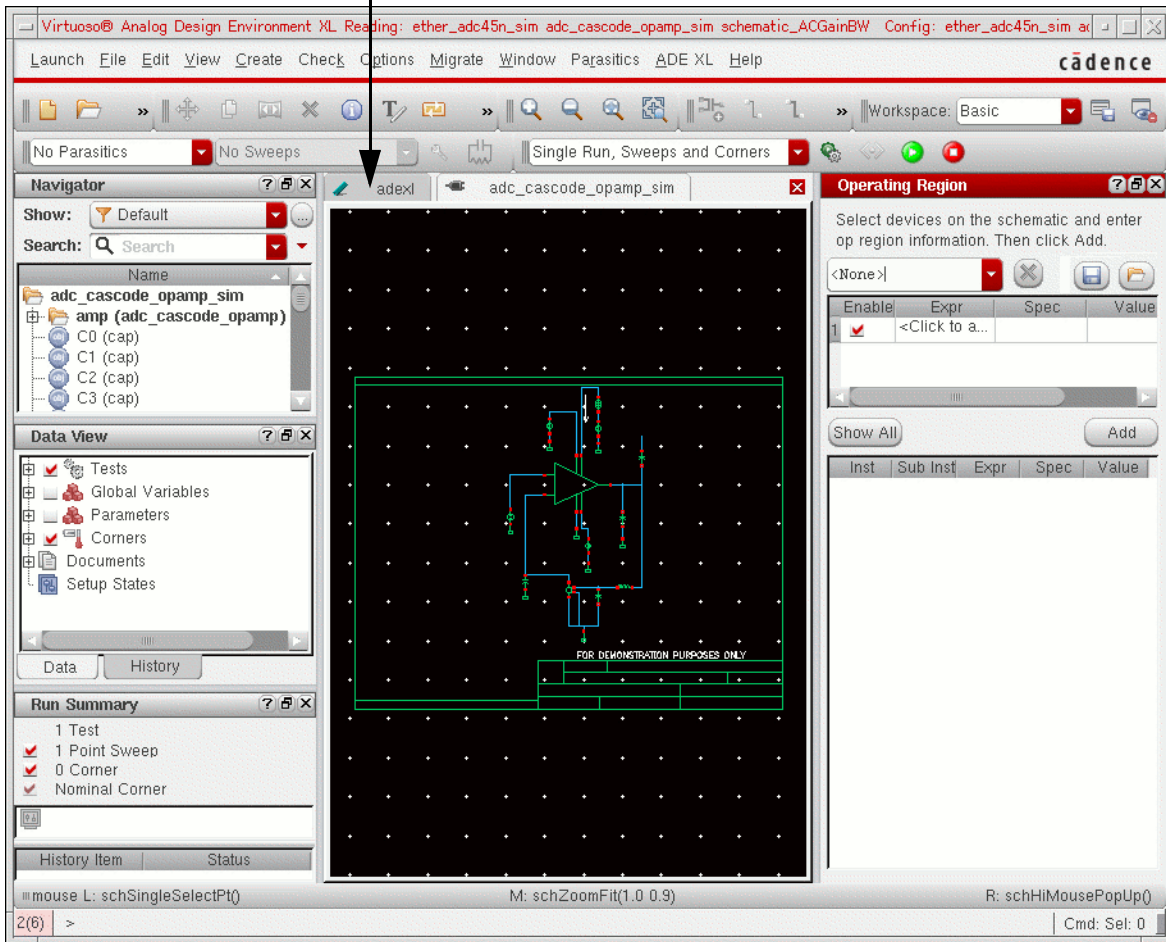 Virtuoso® Analog Design Environment XL Reading: ether_adc45n_sim adc_cascode_opamp_sim schematic_ACGainBW Config: ether_adc45n_sim
Launch File Edit View Create Check Options Migrate Window Parasitics ADE XL Help cādence
» T » » Workspace: Basic
No Parasitics No Sweeps Single Run, Sweeps and Corners
Navigator
Show: Default ...
Search: Search
Name
adc_cascode_opamp_sim
amp (adc_cascode_opamp)
C0 (cap)
C1 (cap)
C2 (cap)
C3 (cap)
Data View
Tests
Global Variables
Parameters
Corners
Documents
Setup States
Data History
Run Summary
1 Test
1 Point Sweep
0 Corner
Nominal Corner
History Item Status
adexl adc_cascode_opamp_sim
FOR DEMONSTRATION PURPOSES ONLY
Operating Region
Select devices on the schematic and enter
op region information. Then click Add.
<None>
Enable Expr Spec Value
1 <Click to a...
Show All Add
Inst Sub Inst Expr Spec Value
mouse L: schSingleSelectPt() M: schZoomFit(1.0 0.9) R: schHiMousePopUp()
2(6) > Cmd: Sel: 0